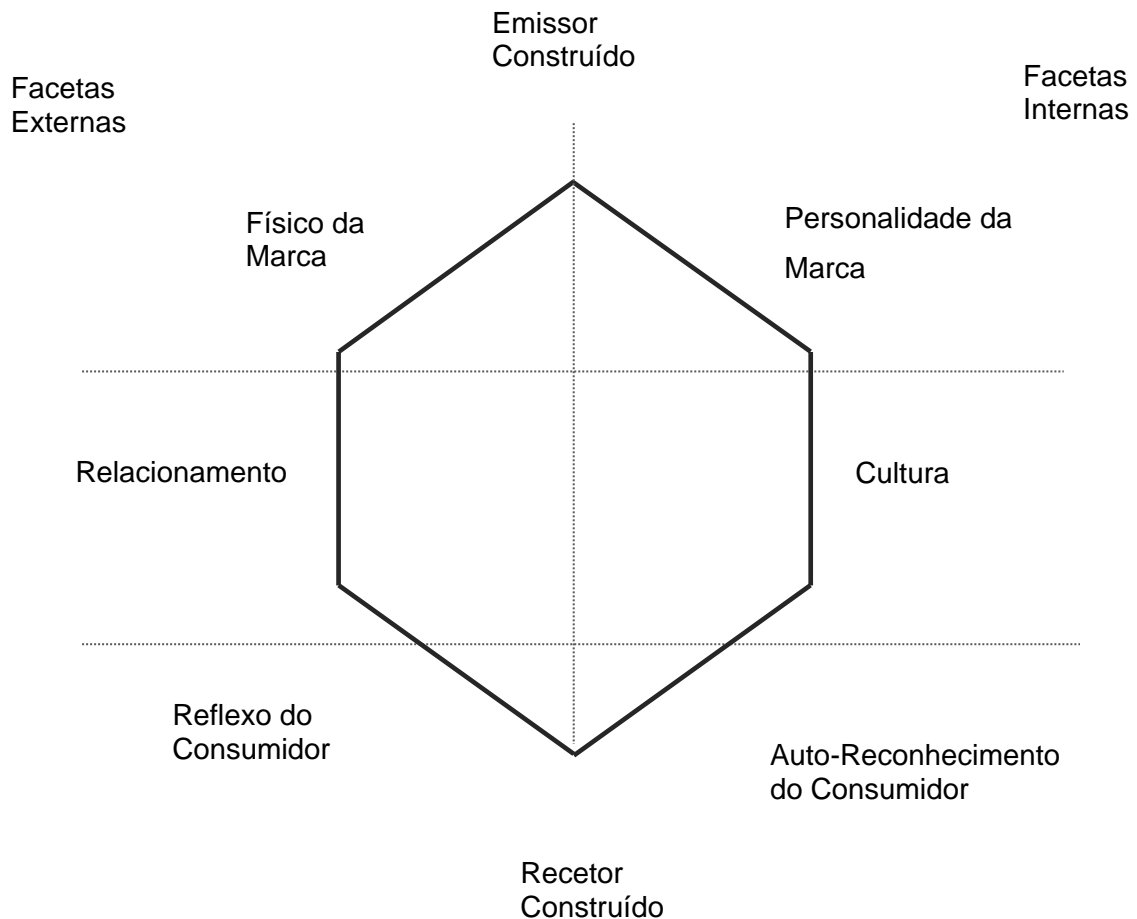 Emissor
Construído
Facetas
Externas
Facetas
Internas
Físico da
Marca
Personalidade da
Marca
Relacionamento
Cultura
Reflexo do
Consumidor
Auto-Reconhecimento
do Consumidor
Recetor
Construído